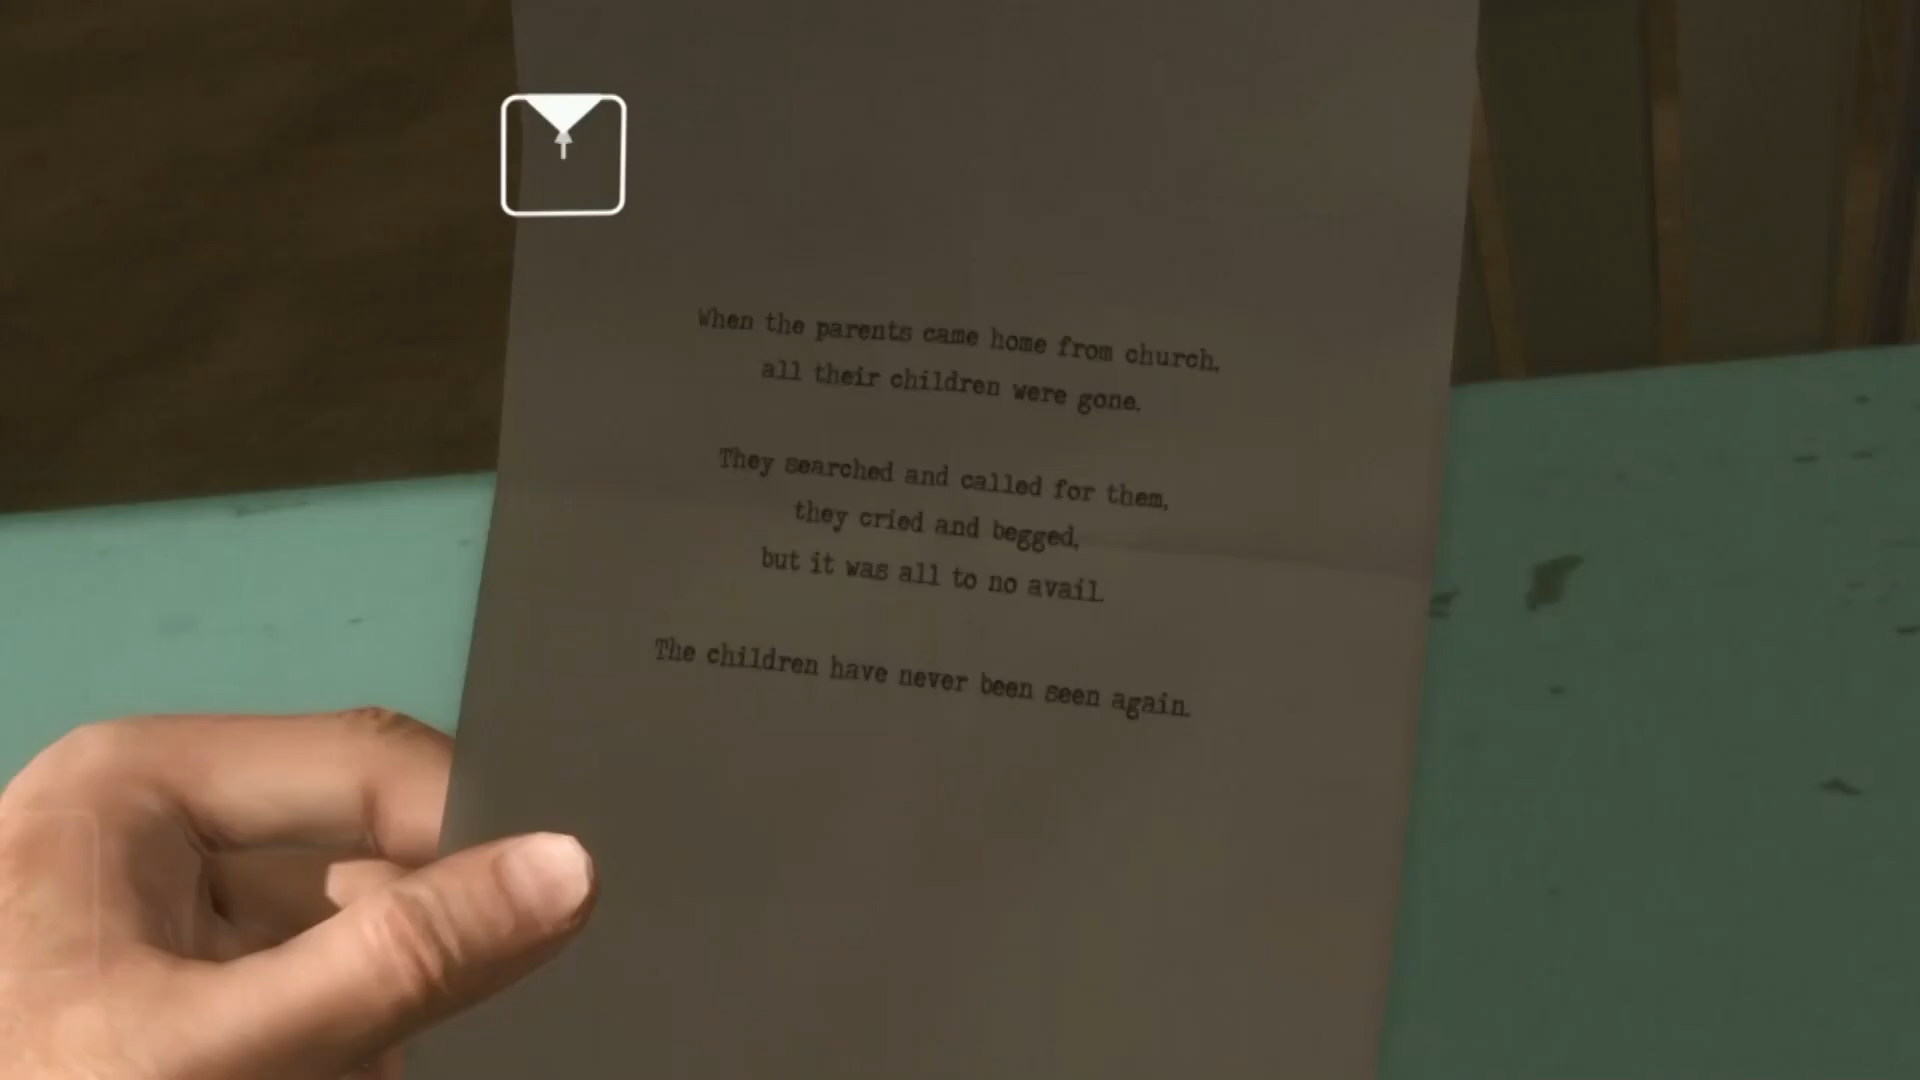 When the parents came home from church,
all their children were gone.
They searched and called for them,
they cried and begged,
but it was all to no avail.
The children have never been seen again.